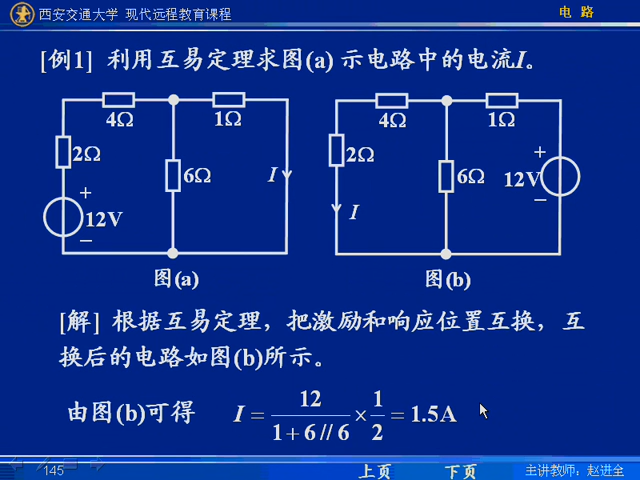 西安交通大学 现代远程教育课程
电 路
[例1] 利用互易定理求图(a) 示电路中的电流I。
4Ω 1Ω 4Ω 1Ω
2Ω 6Ω I 2Ω 6Ω 12V + −
+ 12V − I
图(a) 图(b)
[解] 根据互易定理，把激励和响应位置互换，互
换后的电路如图(b)所示。
由图(b)可得 I = 12 / (1 + 6 // 6) × 1/2 = 1.5A
145 上页 下页 主讲教师：赵进全